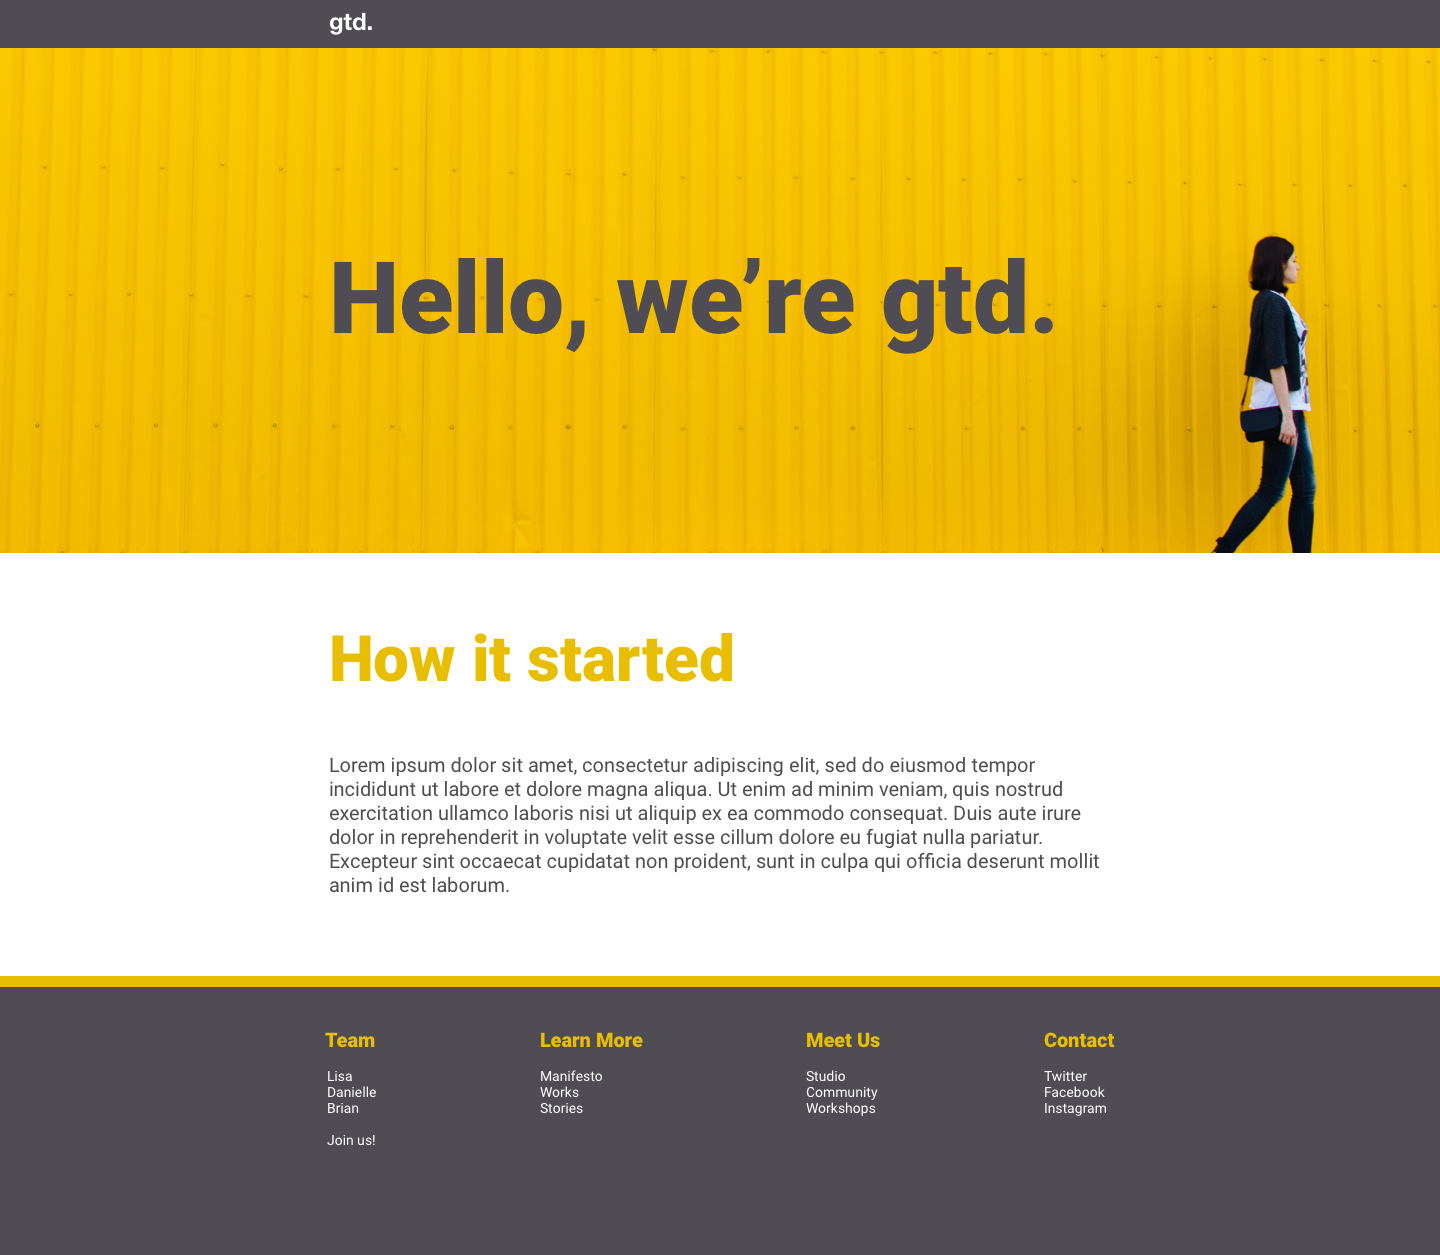 gtd.
Hello, we’re gtd.
How it started
Lorem ipsum dolor sit amet, consectetur adipiscing elit, sed do eiusmod tempor
incididunt ut labore et dolore magna aliqua. Ut enim ad minim veniam, quis nostrud
exercitation ullamco laboris nisi ut aliquip ex ea commodo consequat. Duis aute irure
dolor in reprehenderit in voluptate velit esse cillum dolore eu fugiat nulla pariatur.
Excepteur sint occaecat cupidatat non proident, sunt in culpa qui officia deserunt mollit
anim id est laborum.
Team
Lisa
Danielle
Brian
Join us!
Learn More
Manifesto
Works
Stories
Meet Us
Studio
Community
Workshops
Contact
Twitter
Facebook
Instagram